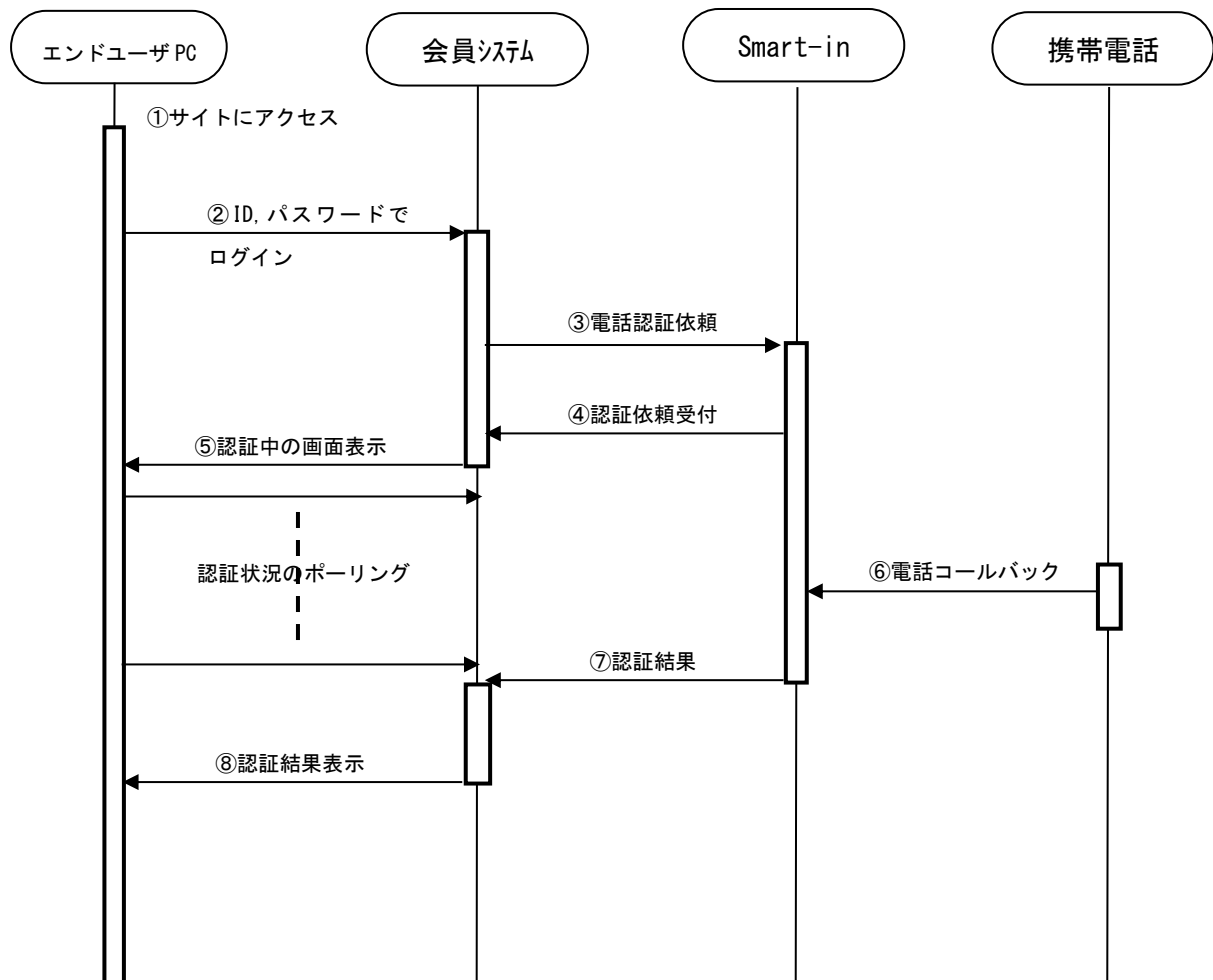 エンドユーザPC
会員システム
Smart-in
携帯電話
①サイトにアクセス
②ID,パスワードで
ログイン
③電話認証依頼
④認証依頼受付
⑤認証中の画面表示
認証状況のポーリング
⑥電話コールバック
⑦認証結果
⑧認証結果表示